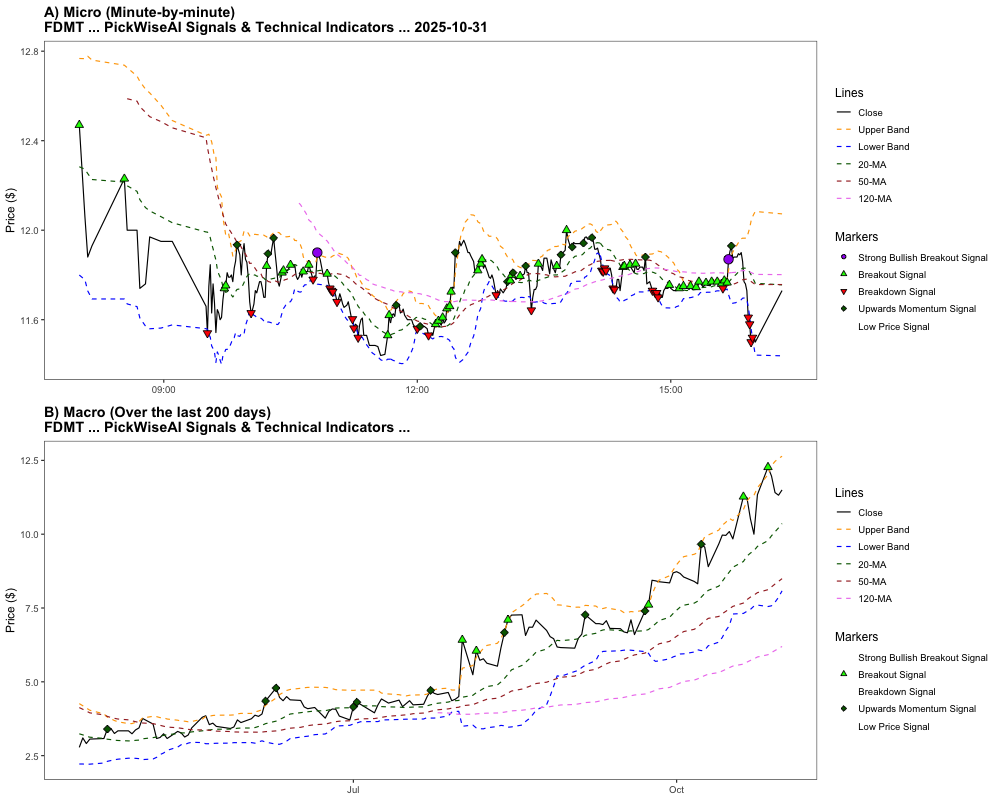 A) Micro (Minute-by-minute)
FDMT ... PickWiseAI Signals & Technical Indicators ... 2025-10-31
Price ($)
12.8
12.4
12.0
11.6
09:00
12:00
15:00
Lines
Close
Upper Band
Lower Band
20-MA
50-MA
120-MA
Markers
Strong Bullish Breakout Signal
Breakout Signal
Breakdown Signal
Upwards Momentum Signal
Low Price Signal
B) Macro (Over the last 200 days)
FDMT ... PickWiseAI Signals & Technical Indicators ...
Price ($)
12.5
10.0
7.5
5.0
2.5
Jul
Oct
Lines
Close
Upper Band
Lower Band
20-MA
50-MA
120-MA
Markers
Strong Bullish Breakout Signal
Breakout Signal
Breakdown Signal
Upwards Momentum Signal
Low Price Signal